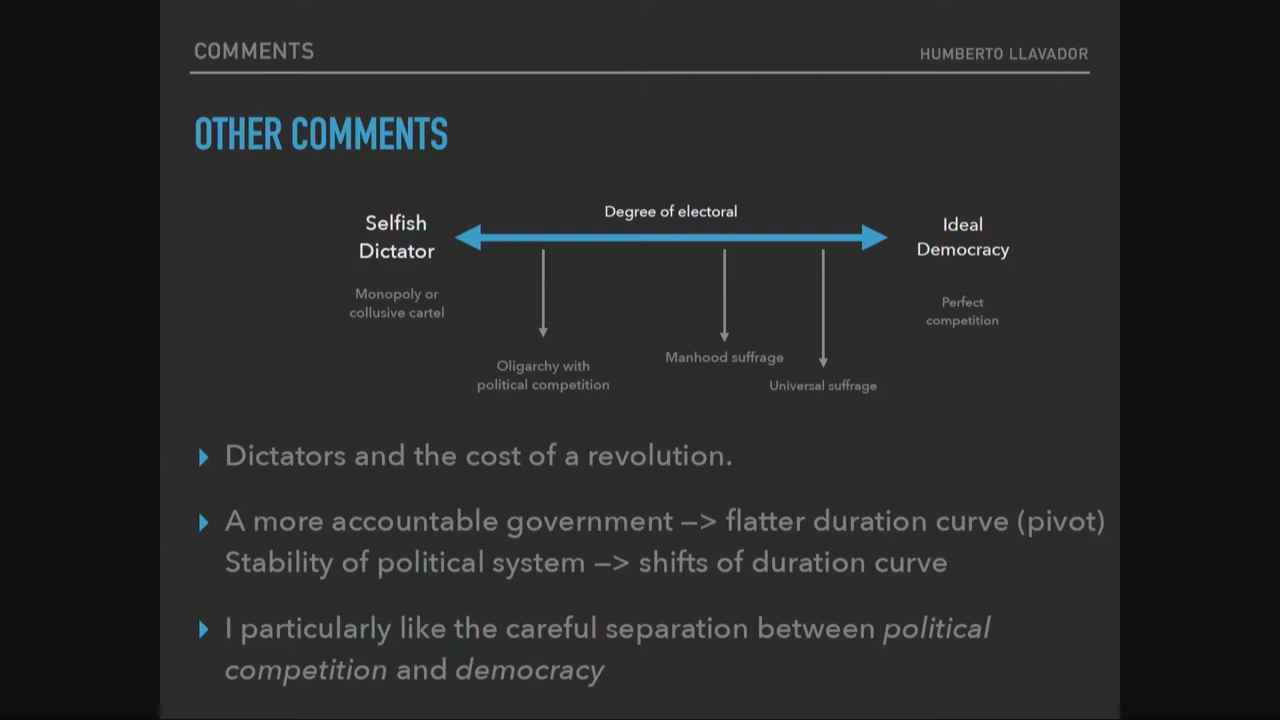 COMMENTS
HUMBERTO LLAVADOR
OTHER COMMENTS
Degree of electoral
Selfish
Dictator
Ideal
Democracy
Monopoly or
collusive cartel
Perfect
competition
Oligarchy with
political competition
Manhood suffrage
Universal suffrage
Dictators and the cost of a revolution.
A more accountable government —> flatter duration curve (pivot)
Stability of political system —> shifts of duration curve
I particularly like the careful separation between political
competition and democracy